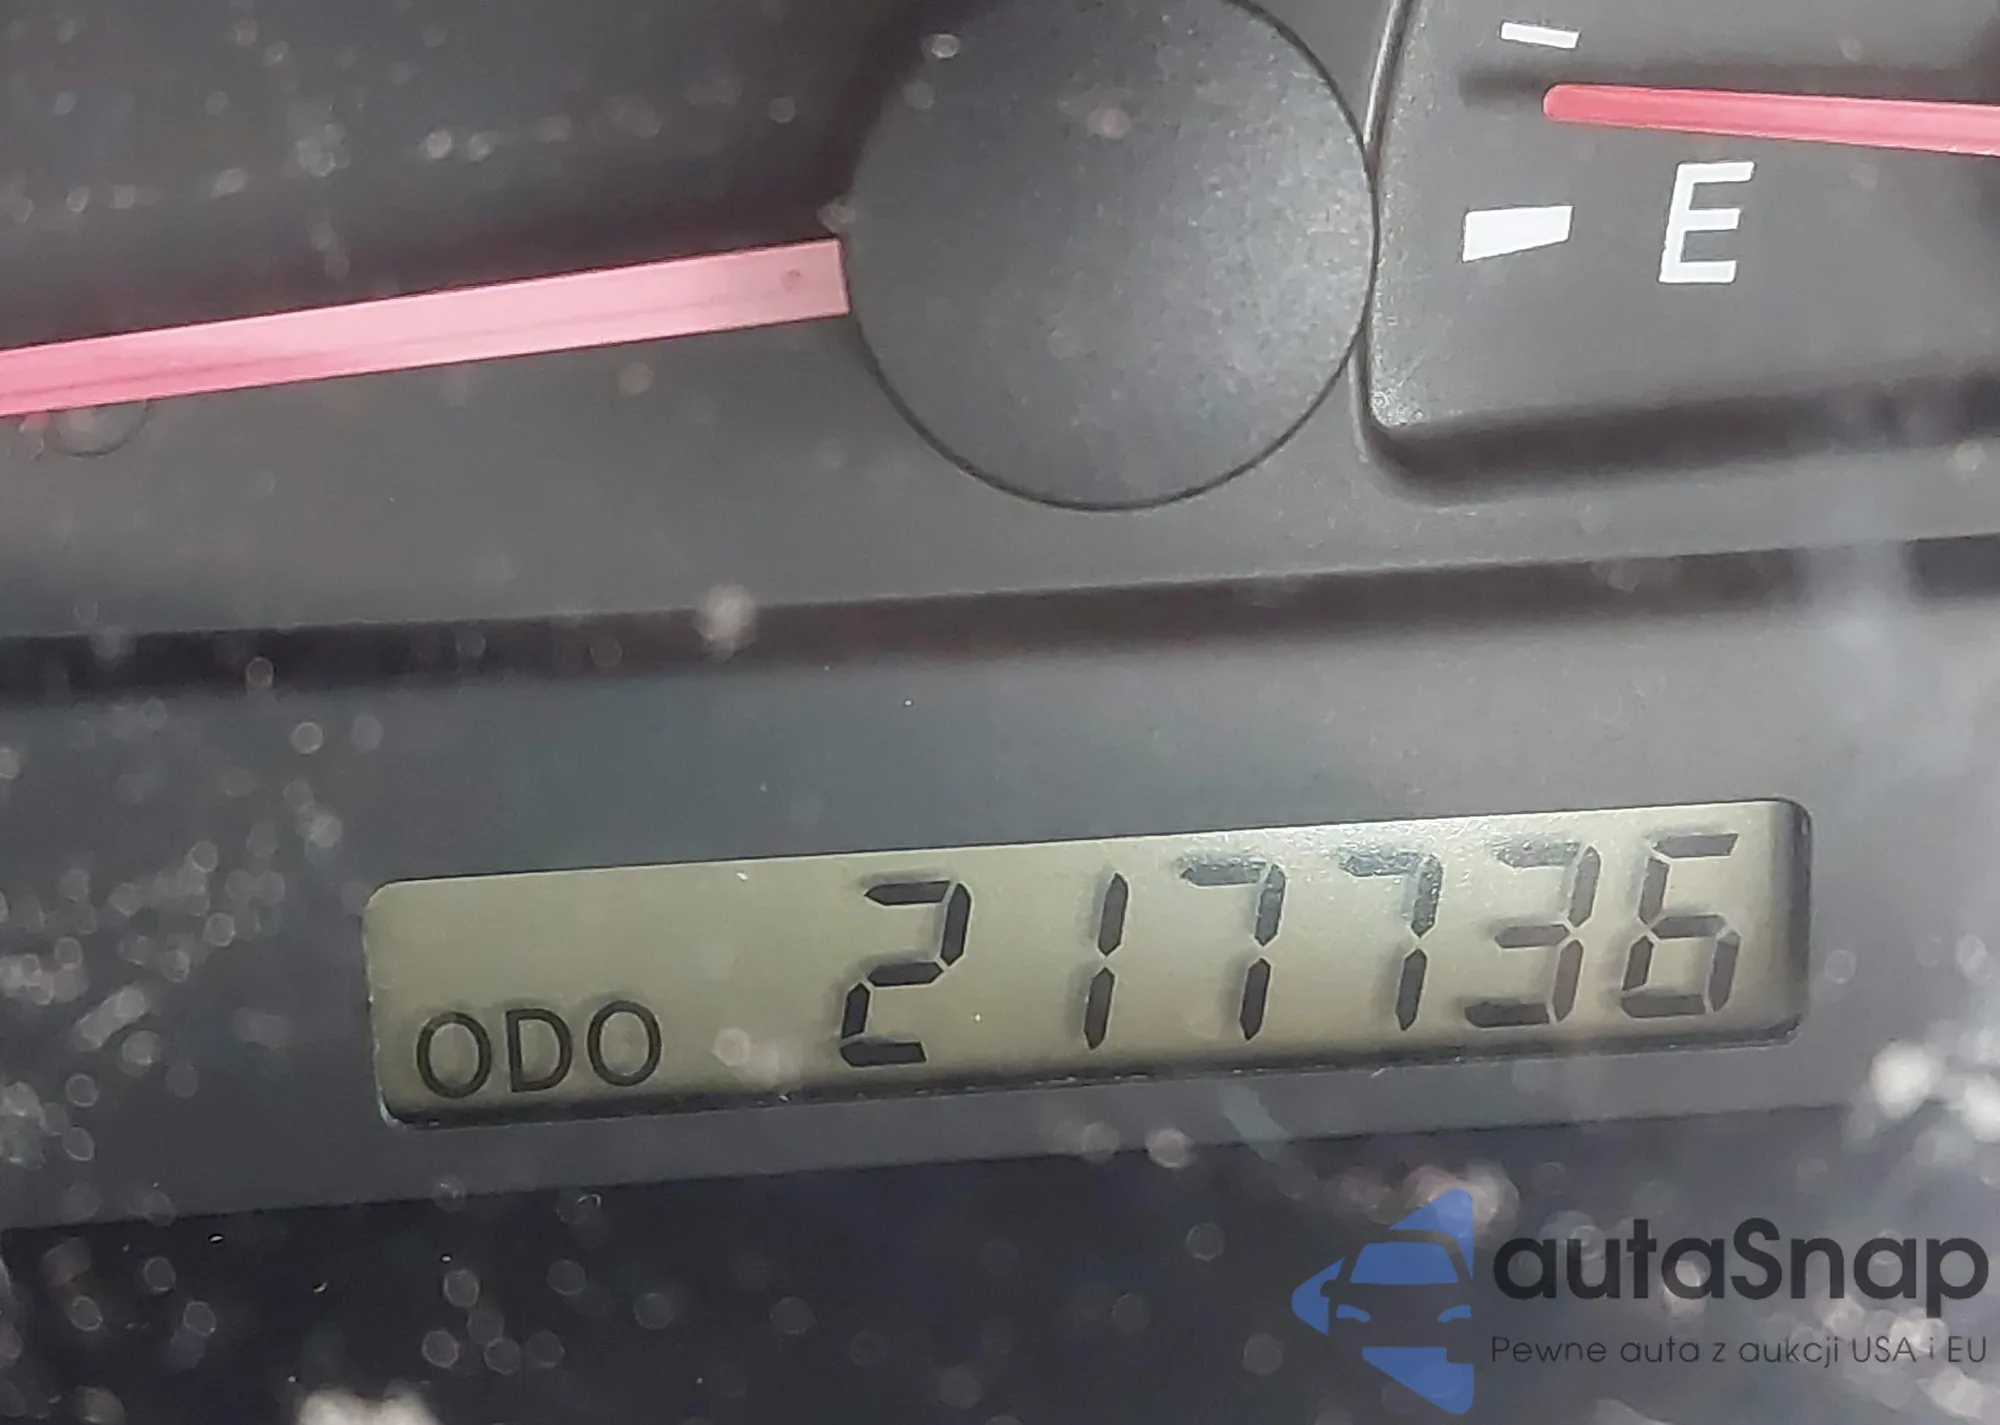 E
ODO 217736
autaSnap
Pewne auta z aukcji USA i EU